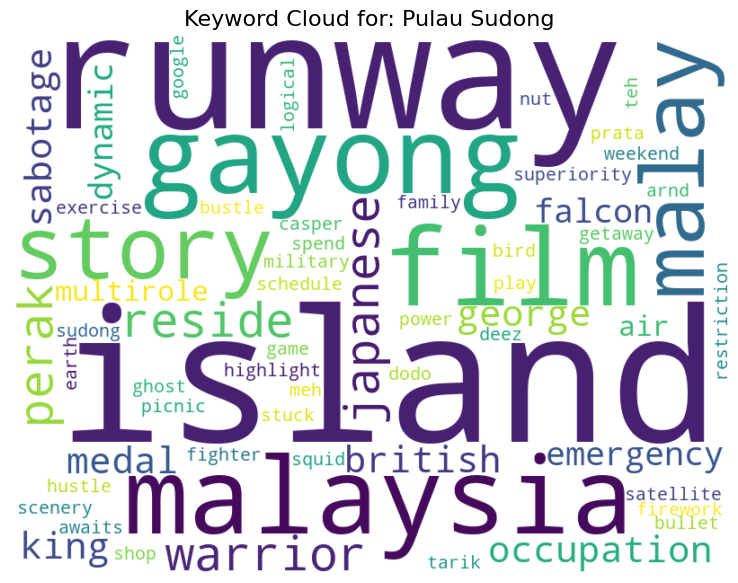 Keyword Cloud for: Pulau Sudong
runway
google
logical
sabotage
dynamic
nut
teh
malay
prata
weekend
arnd
gayong
superiority
exercise
bustle
family
falcon
getaway
story
casper
spend
military
schedule
japanese
film
bird
play
multirole
perak
reside
sudong
earth
power
george
deez
air
restriction
island
game
highlight
meh
stuck
dodo
ghost
picnic
medal
fighter
squid
british
emergency
hustle
scenery
awaits
malaysia
satellite
firework
bullet
king
shop
warrior
tarik
occupation